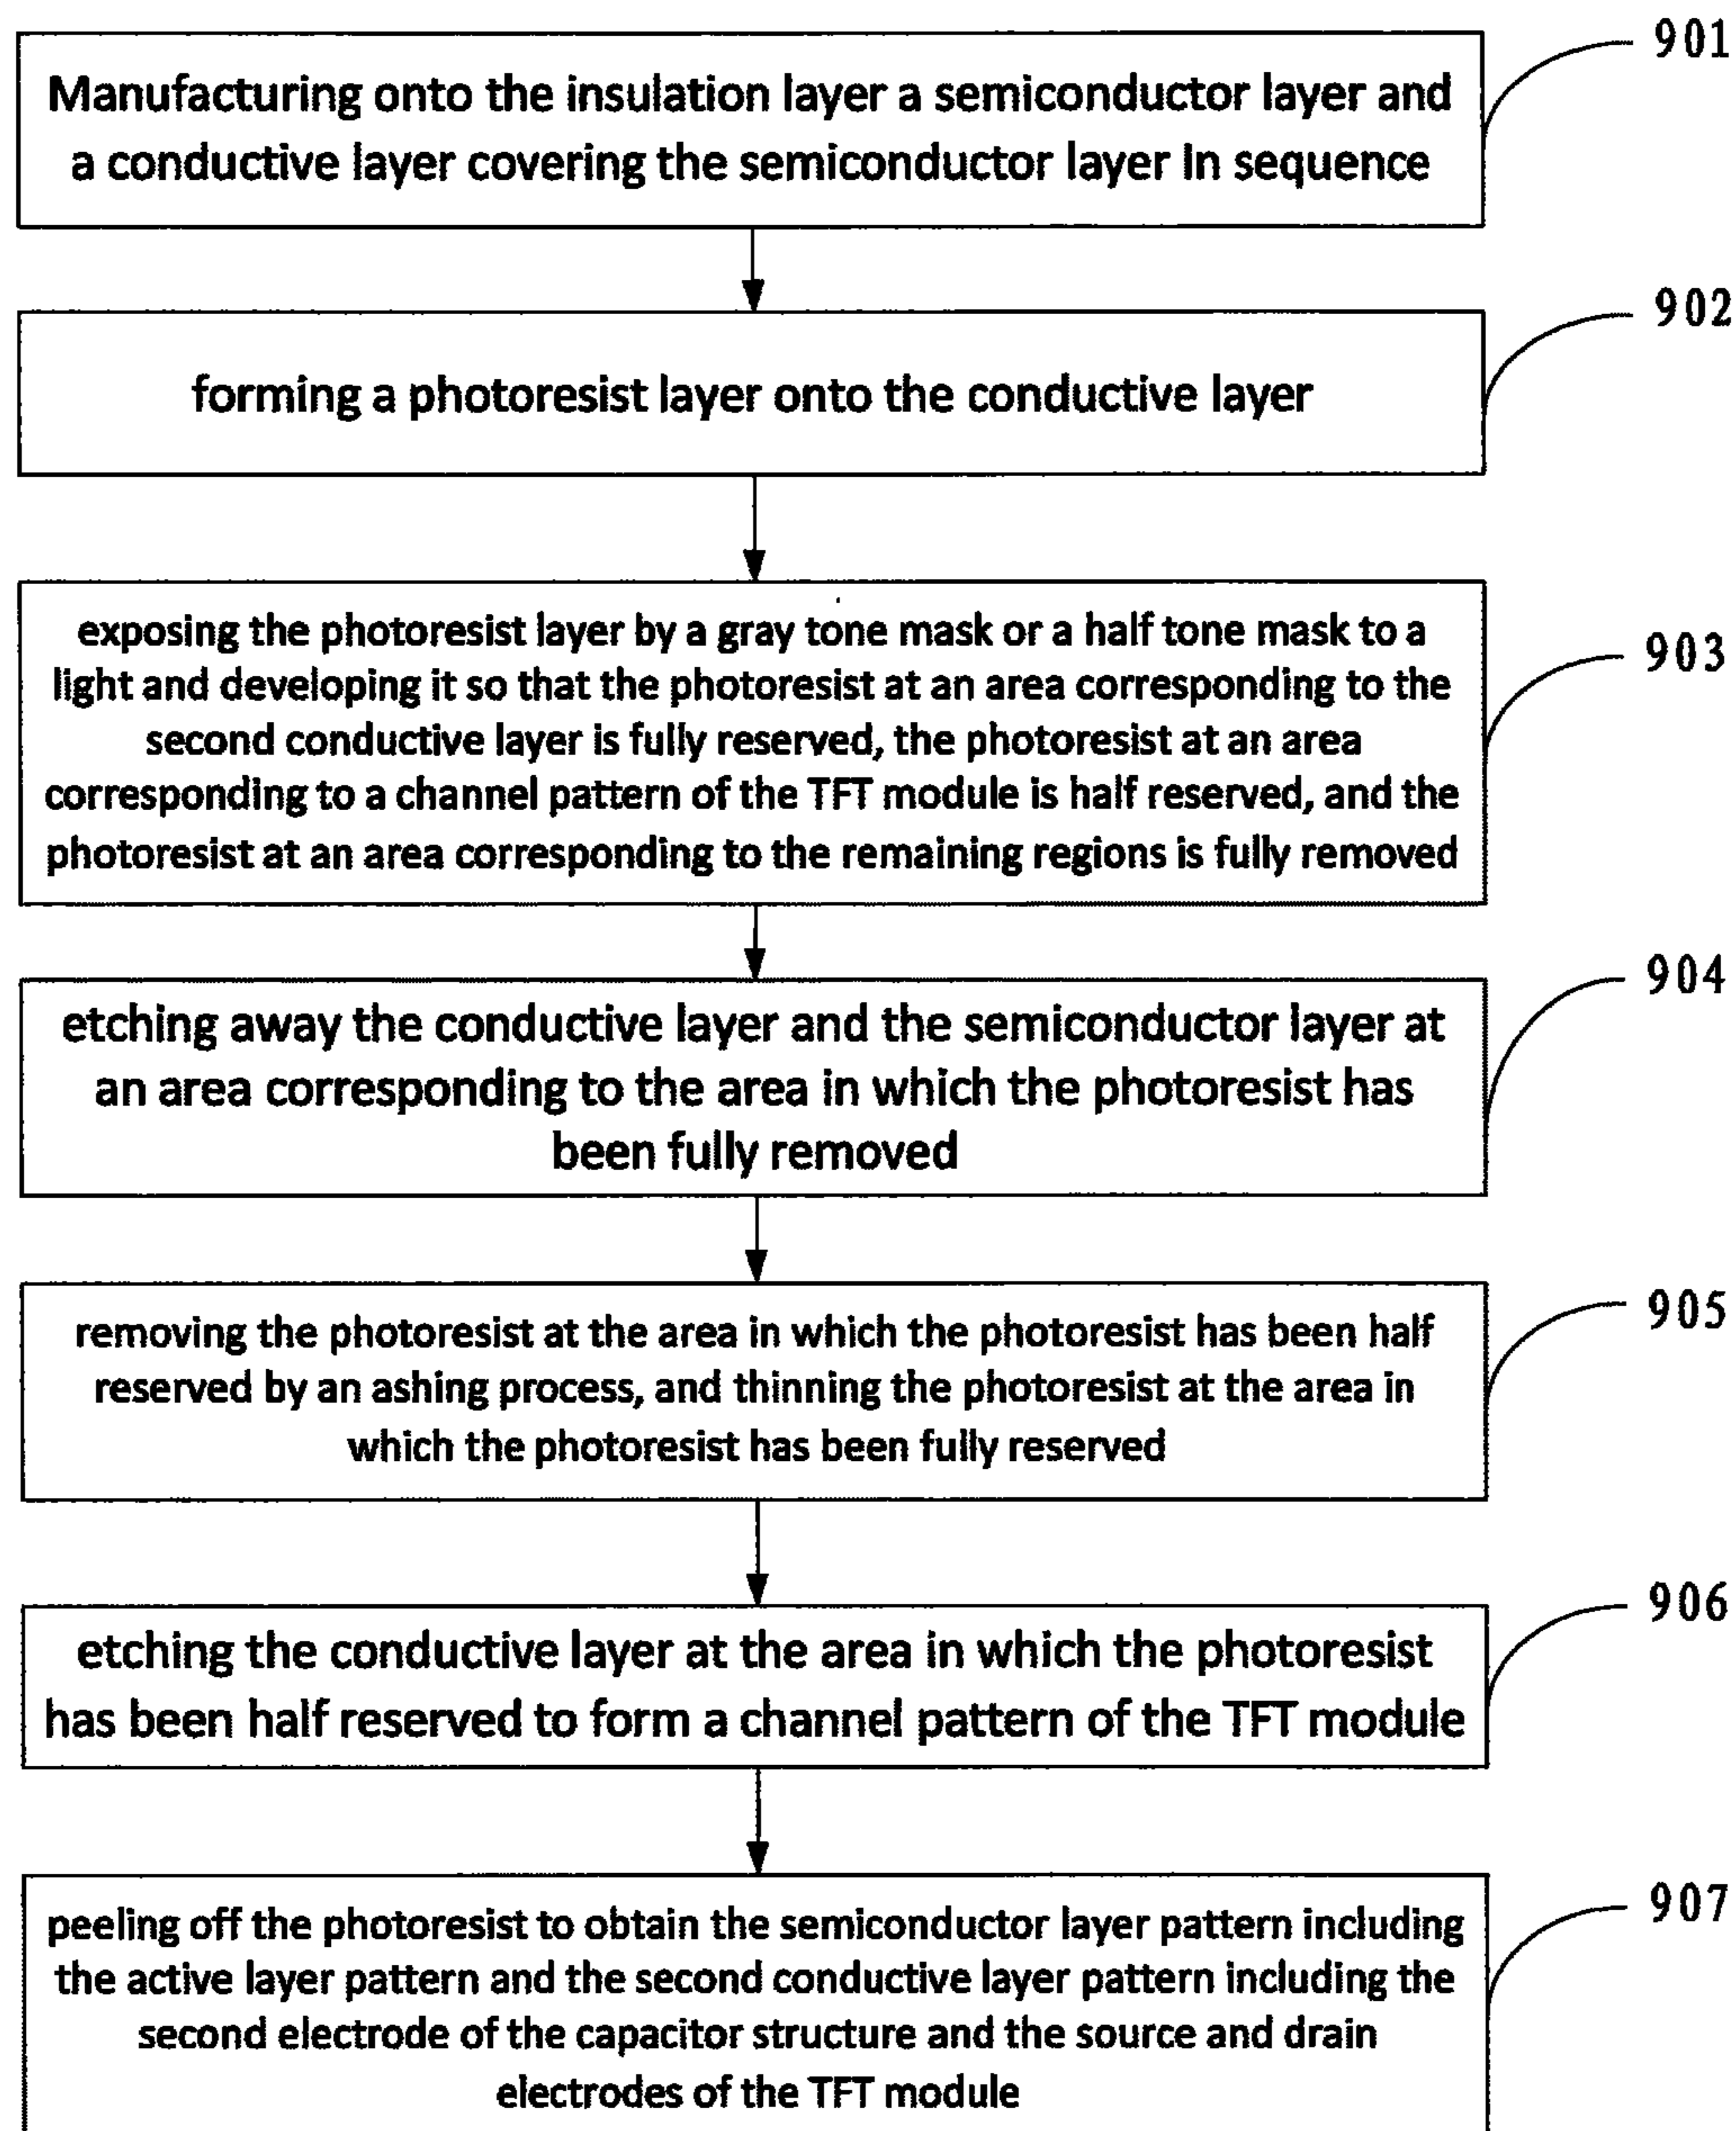 901
Manufacturing onto the insulation layer a semiconductor layer and
a conductive layer covering the semiconductor layer In sequence
902
forming a photoresist layer onto the conductive layer
903
exposing the photoresist layer by a gray tone mask or a half tone mask to a
light and developing it so that the photoresist at an area corresponding to the
second conductive layer is fully reserved, the photoresist at an area
corresponding to a channel pattern of the TFT module is half reserved, and the
photoresist at an area corresponding to the remaining regions is fully removed
904
etching away the conductive layer and the semiconductor layer at
an area corresponding to the area in which the photoresist has
been fully removed
905
removing the photoresist at the area in which the photoresist has been half
reserved by an ashing process, and thinning the photoresist at the area in
which the photoresist has been fully reserved
906
etching the conductive layer at the area in which the photoresist
has been half reserved to form a channel pattern of the TFT module
907
peeling off the photoresist to obtain the semiconductor layer pattern including
the active layer pattern and the second conductive layer pattern including the
second electrode of the capacitor structure and the source and drain
electrodes of the TFT module